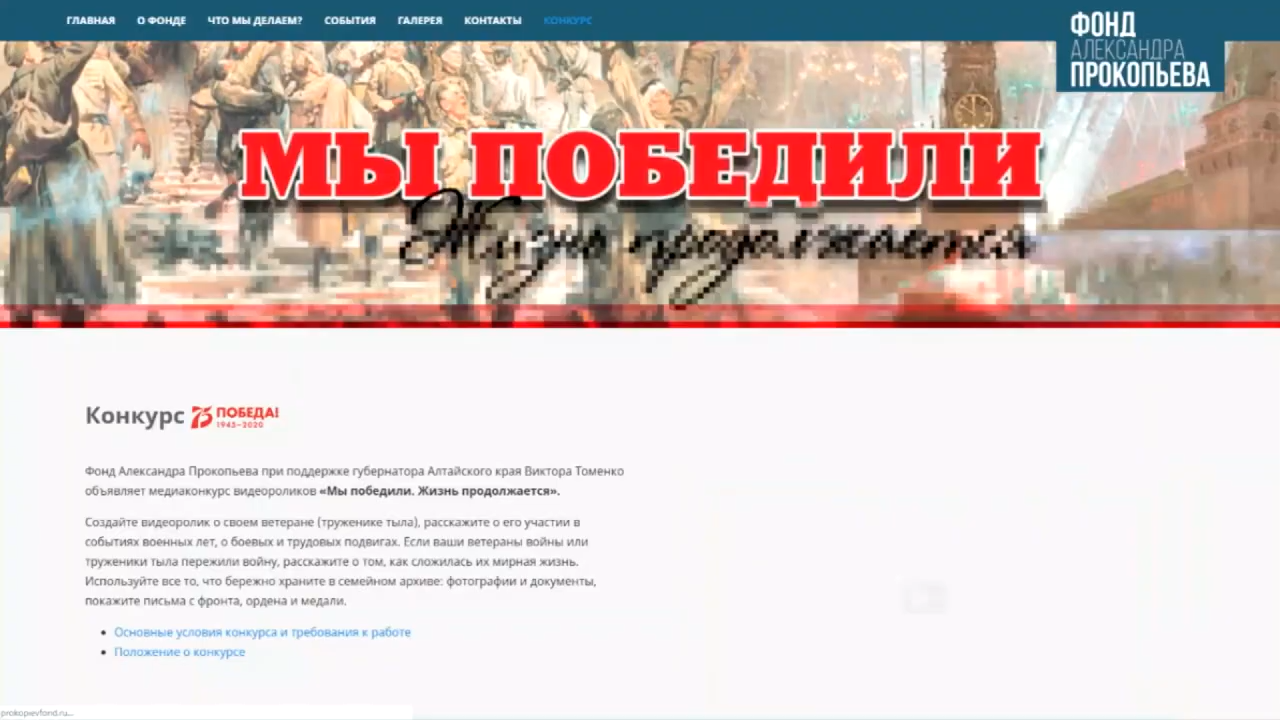 ГЛАВНАЯ О ФОНДЕ ЧТО МЫ ДЕЛАЕМ? СОБЫТИЯ ГАЛЕРЕЯ КОНТАКТЫ КОНКУРС
ФОНД
АЛЕКСАНДРА
ПРОКОПЬЕВА
МЫ ПОБЕДИЛИ
Жизнь продолжается
Конкурс 75 ПОБЕДА!
1945–2020
Фонд Александра Прокопьева при поддержке губернатора Алтайского края Виктора Томенко
объявляет медиаконкурс видеороликов «Мы победили. Жизнь продолжается».
Создайте видеоролик о своем ветеране (труженике тыла), расскажите о его участии в
событиях военных лет, о боевых и трудовых подвигах. Если ваши ветераны войны или
труженики тыла пережили войну, расскажите о том, как сложилась их мирная жизнь.
Используйте все то, что бережно храните в семейном архиве: фотографии и документы,
покажите письма с фронта, ордена и медали.
Основные условия конкурса и требования к работе
Положение о конкурсе
prokopievfond.ru...